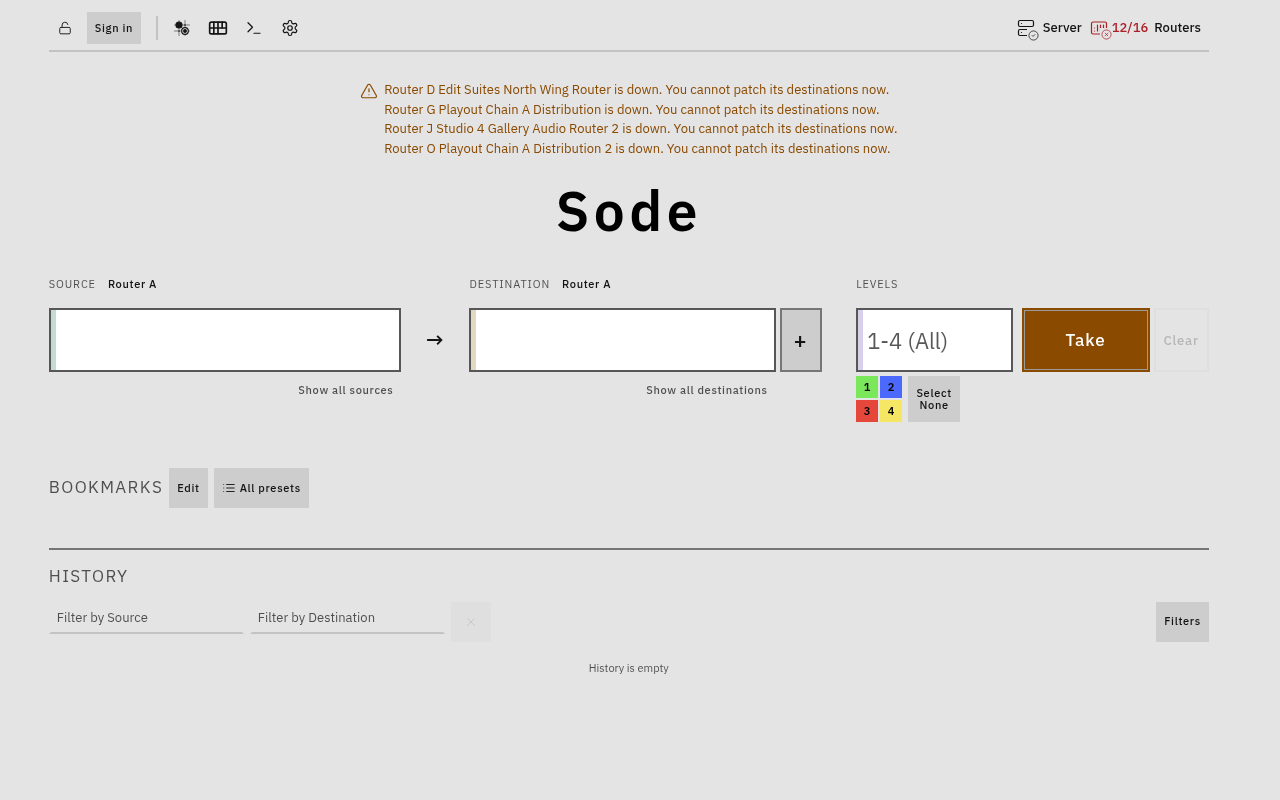 Sign in
Server
12/16 Routers
Router D Edit Suites North Wing Router is down. You cannot patch its destinations now.
Router G Playout Chain A Distribution is down. You cannot patch its destinations now.
Router J Studio 4 Gallery Audio Router 2 is down. You cannot patch its destinations now.
Router O Playout Chain A Distribution 2 is down. You cannot patch its destinations now.
Sode
SOURCE Router A
DESTINATION Router A
LEVELS
+
1-4 (All)
Take
Clear
Show all sources
Show all destinations
1 2
3 4
Select
None
BOOKMARKS
Edit
All presets
HISTORY
Filter by Source
Filter by Destination
Filters
History is empty